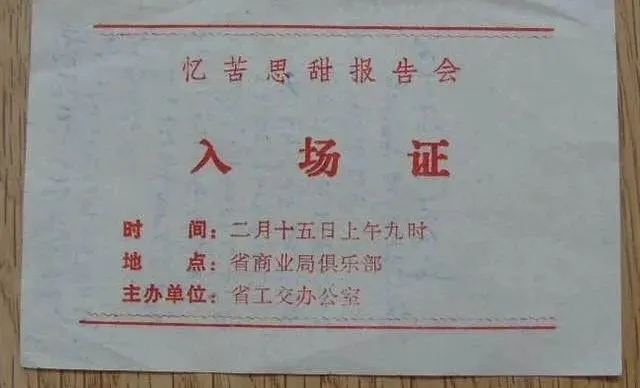 忆苦思甜报告会
入场证
时间：二月十五日上午九时
地点：省商业局俱乐部
主办单位：省工交办公室